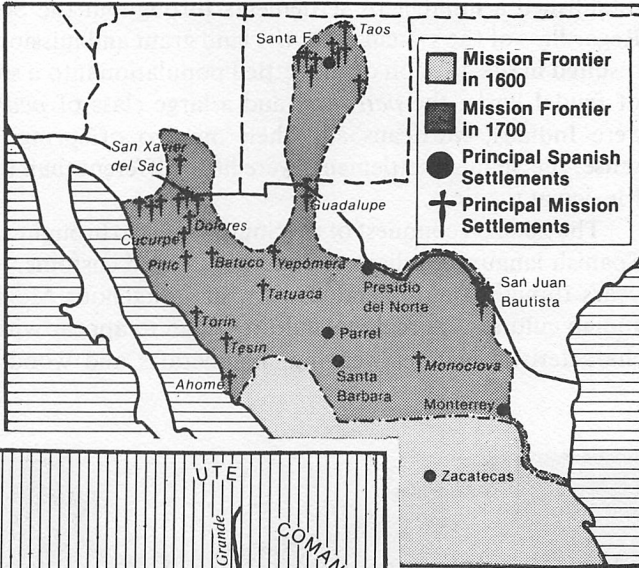 Taos
Santa Fe
Mission Frontier
in 1600
Mission Frontier
in 1700
Principal Spanish
Settlements
Principal Mission
Settlements
San Xavier
del Sac
Guadalupe
Dolores
Cucurpe
Pitic
Batuco
Yepómera
Tatuaca
Presidio
del Norte
San Juan
Bautista
Torin
Tesin
Parrel
Ahome
Santa
Barbara
Monoclova
Monterrey
Zacatecas
UTE
Grande
COMAN